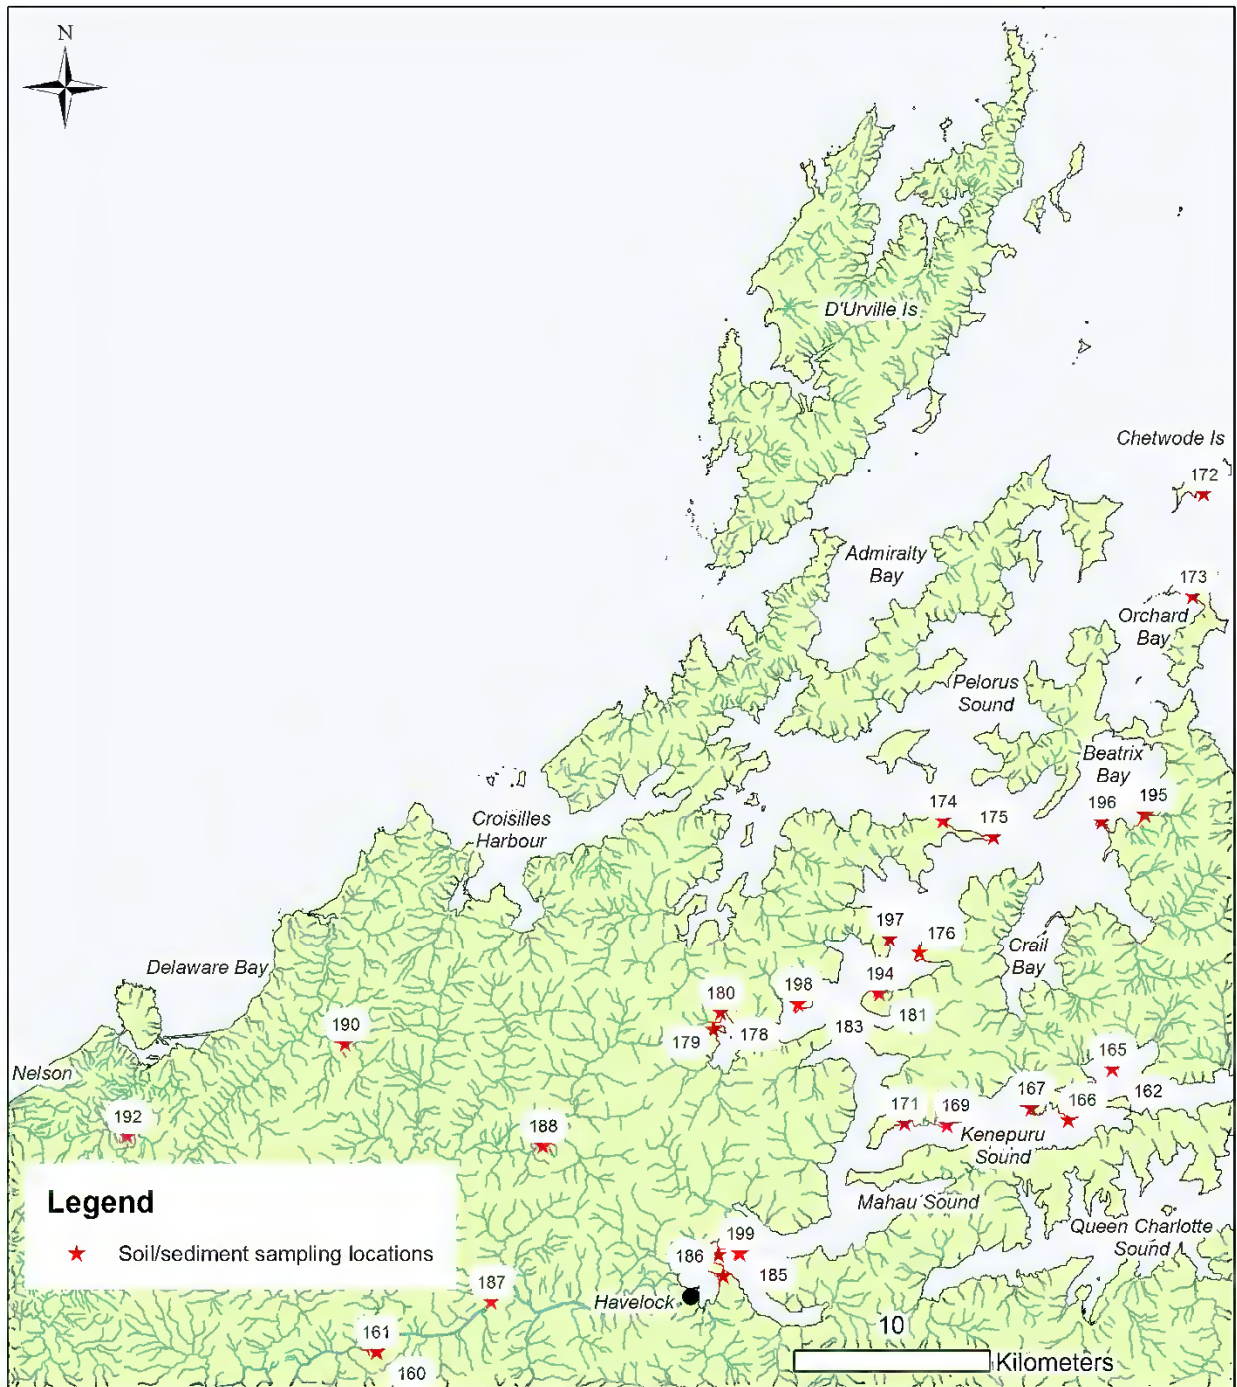 N
D'Urville Is
Chetwode Is
172
Admiralty
Bay
173
Orchard
Bay
Pelorus
Sound
Beatrix
Bay
174
175
196
195
Croisilles
Harbour
197
176
Crail
Bay
Delaware Bay
194
198
180
181
190
183
179
178
Nelson
165
162
192
188
171
169
167
166
Kenepuru
Sound
Legend
Mahau Sound
Queen Charlotte
Sound
Soil/sediment sampling locations
199
186
185
187
Havelock
161
160
10
Kilometers